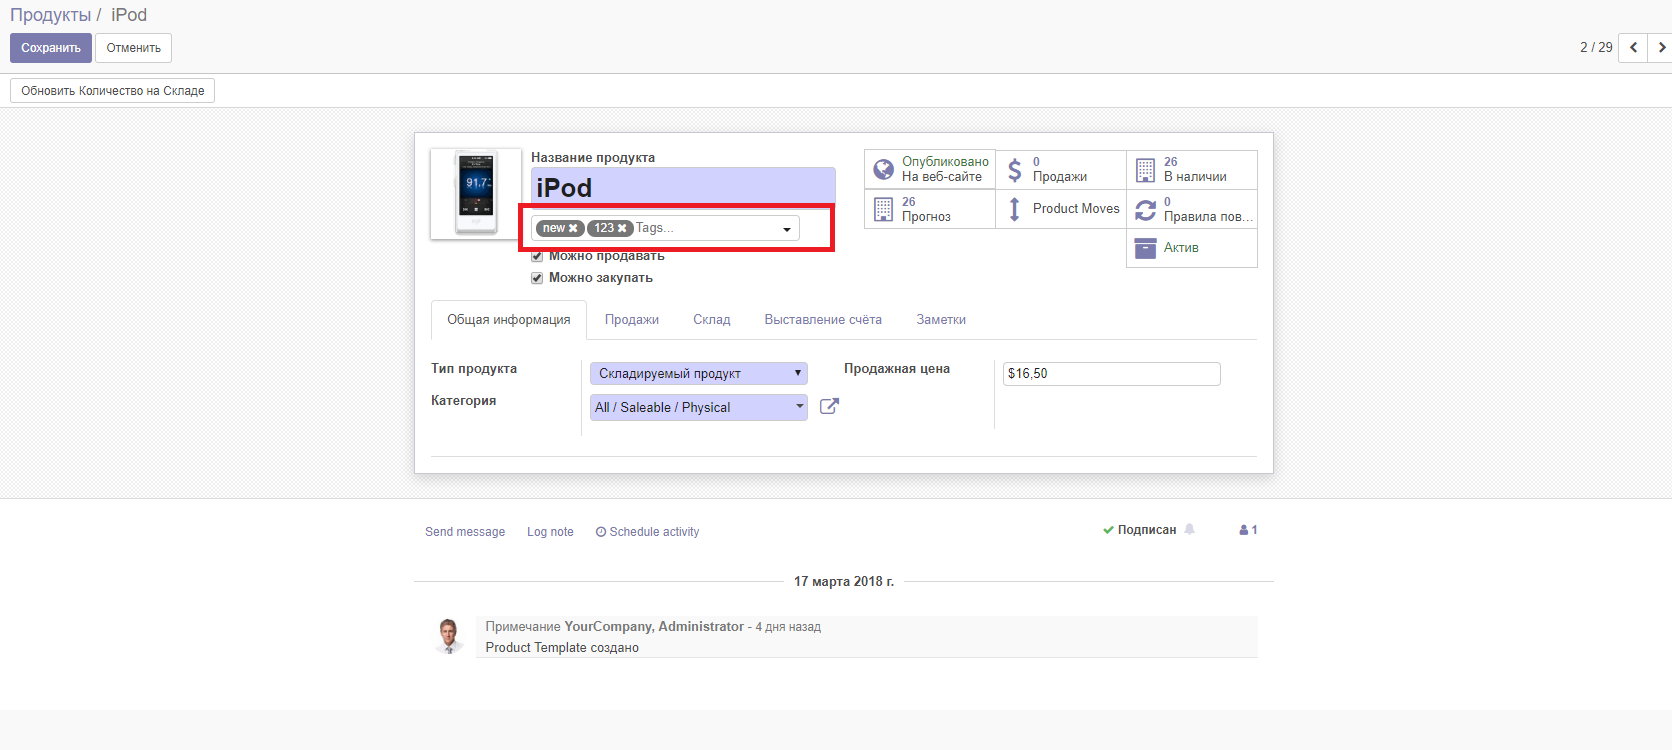 Продукты / iPod
Сохранить Отменить
2 / 29
Обновить Количество на Складе
91.7
Название продукта
iPod
new 123 Tags...
Можно продавать
Можно закупать
Опубликовано
На веб-сайте
0
Продажи
26
В наличии
26
Прогноз
Product Moves
0
Правила пов...
Актив
Общая информация Продажи Склад Выставление счёта Заметки
Тип продукта Складируемый продукт
Продажная цена $16,50
Категория All / Saleable / Physical
Send message Log note Schedule activity
Подписан 1
17 марта 2018 г.
Примечание YourCompany, Administrator - 4 дня назад
Product Template создано